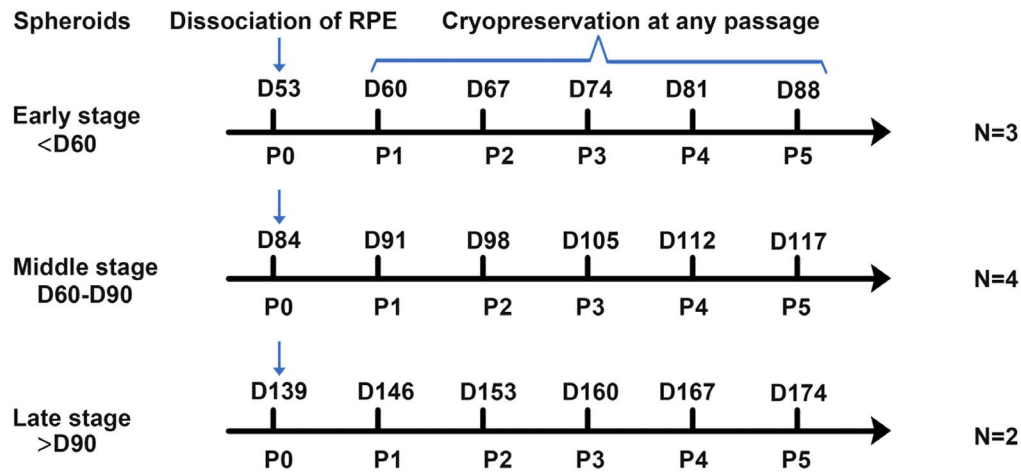 Spheroids Dissociation of RPE Cryopreservation at any passage
D53 D60 D67 D74 D81 D88
Early stage
<D60
N=3
P0 P1 P2 P3 P4 P5
D84 D91 D98 D105 D112 D117
Middle stage
D60-D90
N=4
P0 P1 P2 P3 P4 P5
D139 D146 D153 D160 D167 D174
Late stage
>D90
N=2
P0 P1 P2 P3 P4 P5